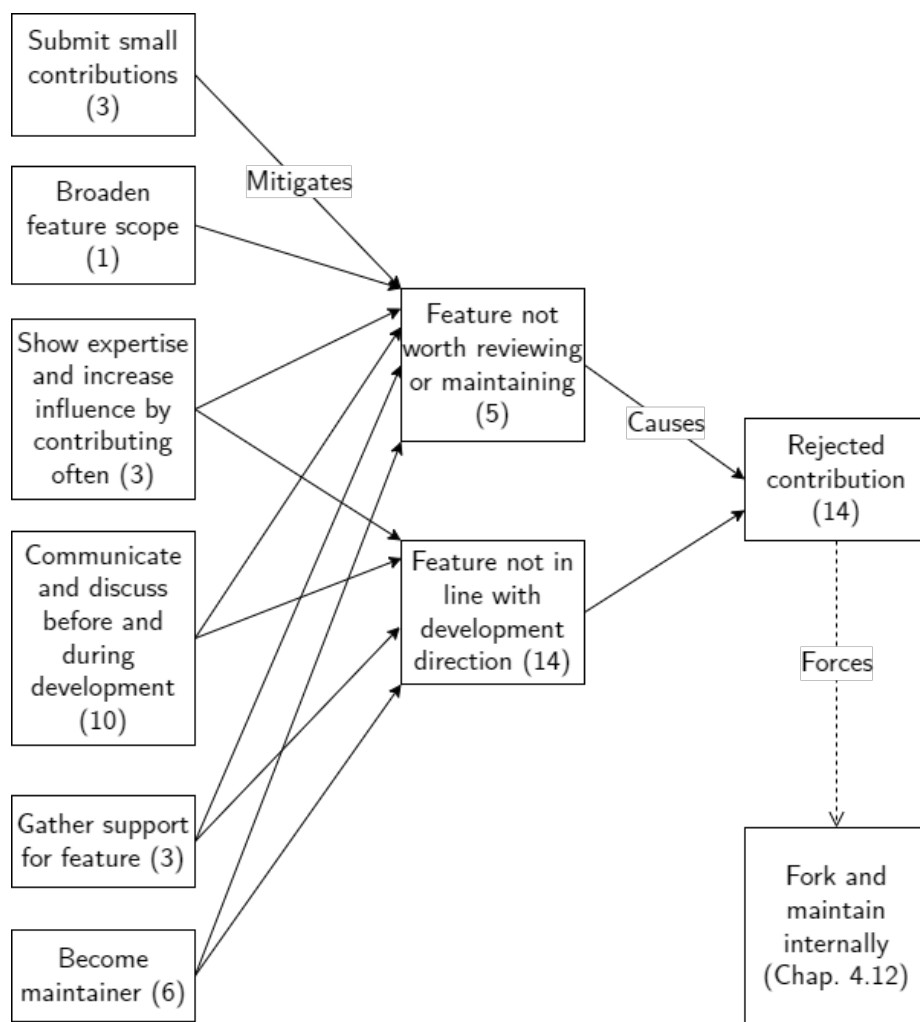 Submit small
contributions
(3)
Mitigates
Broaden
feature scope
(1)
Show expertise
and increase
influence by
contributing
often (3)
Communicate
and discuss
before and
during
development
(10)
Gather support
for feature (3)
Become
maintainer (6)
Feature not
worth reviewing
or maintaining
(5)
Feature not in
line with
development
direction (14)
Causes
Rejected
contribution
(14)
Forces
Fork and
maintain
internally
(Chap. 4.12)